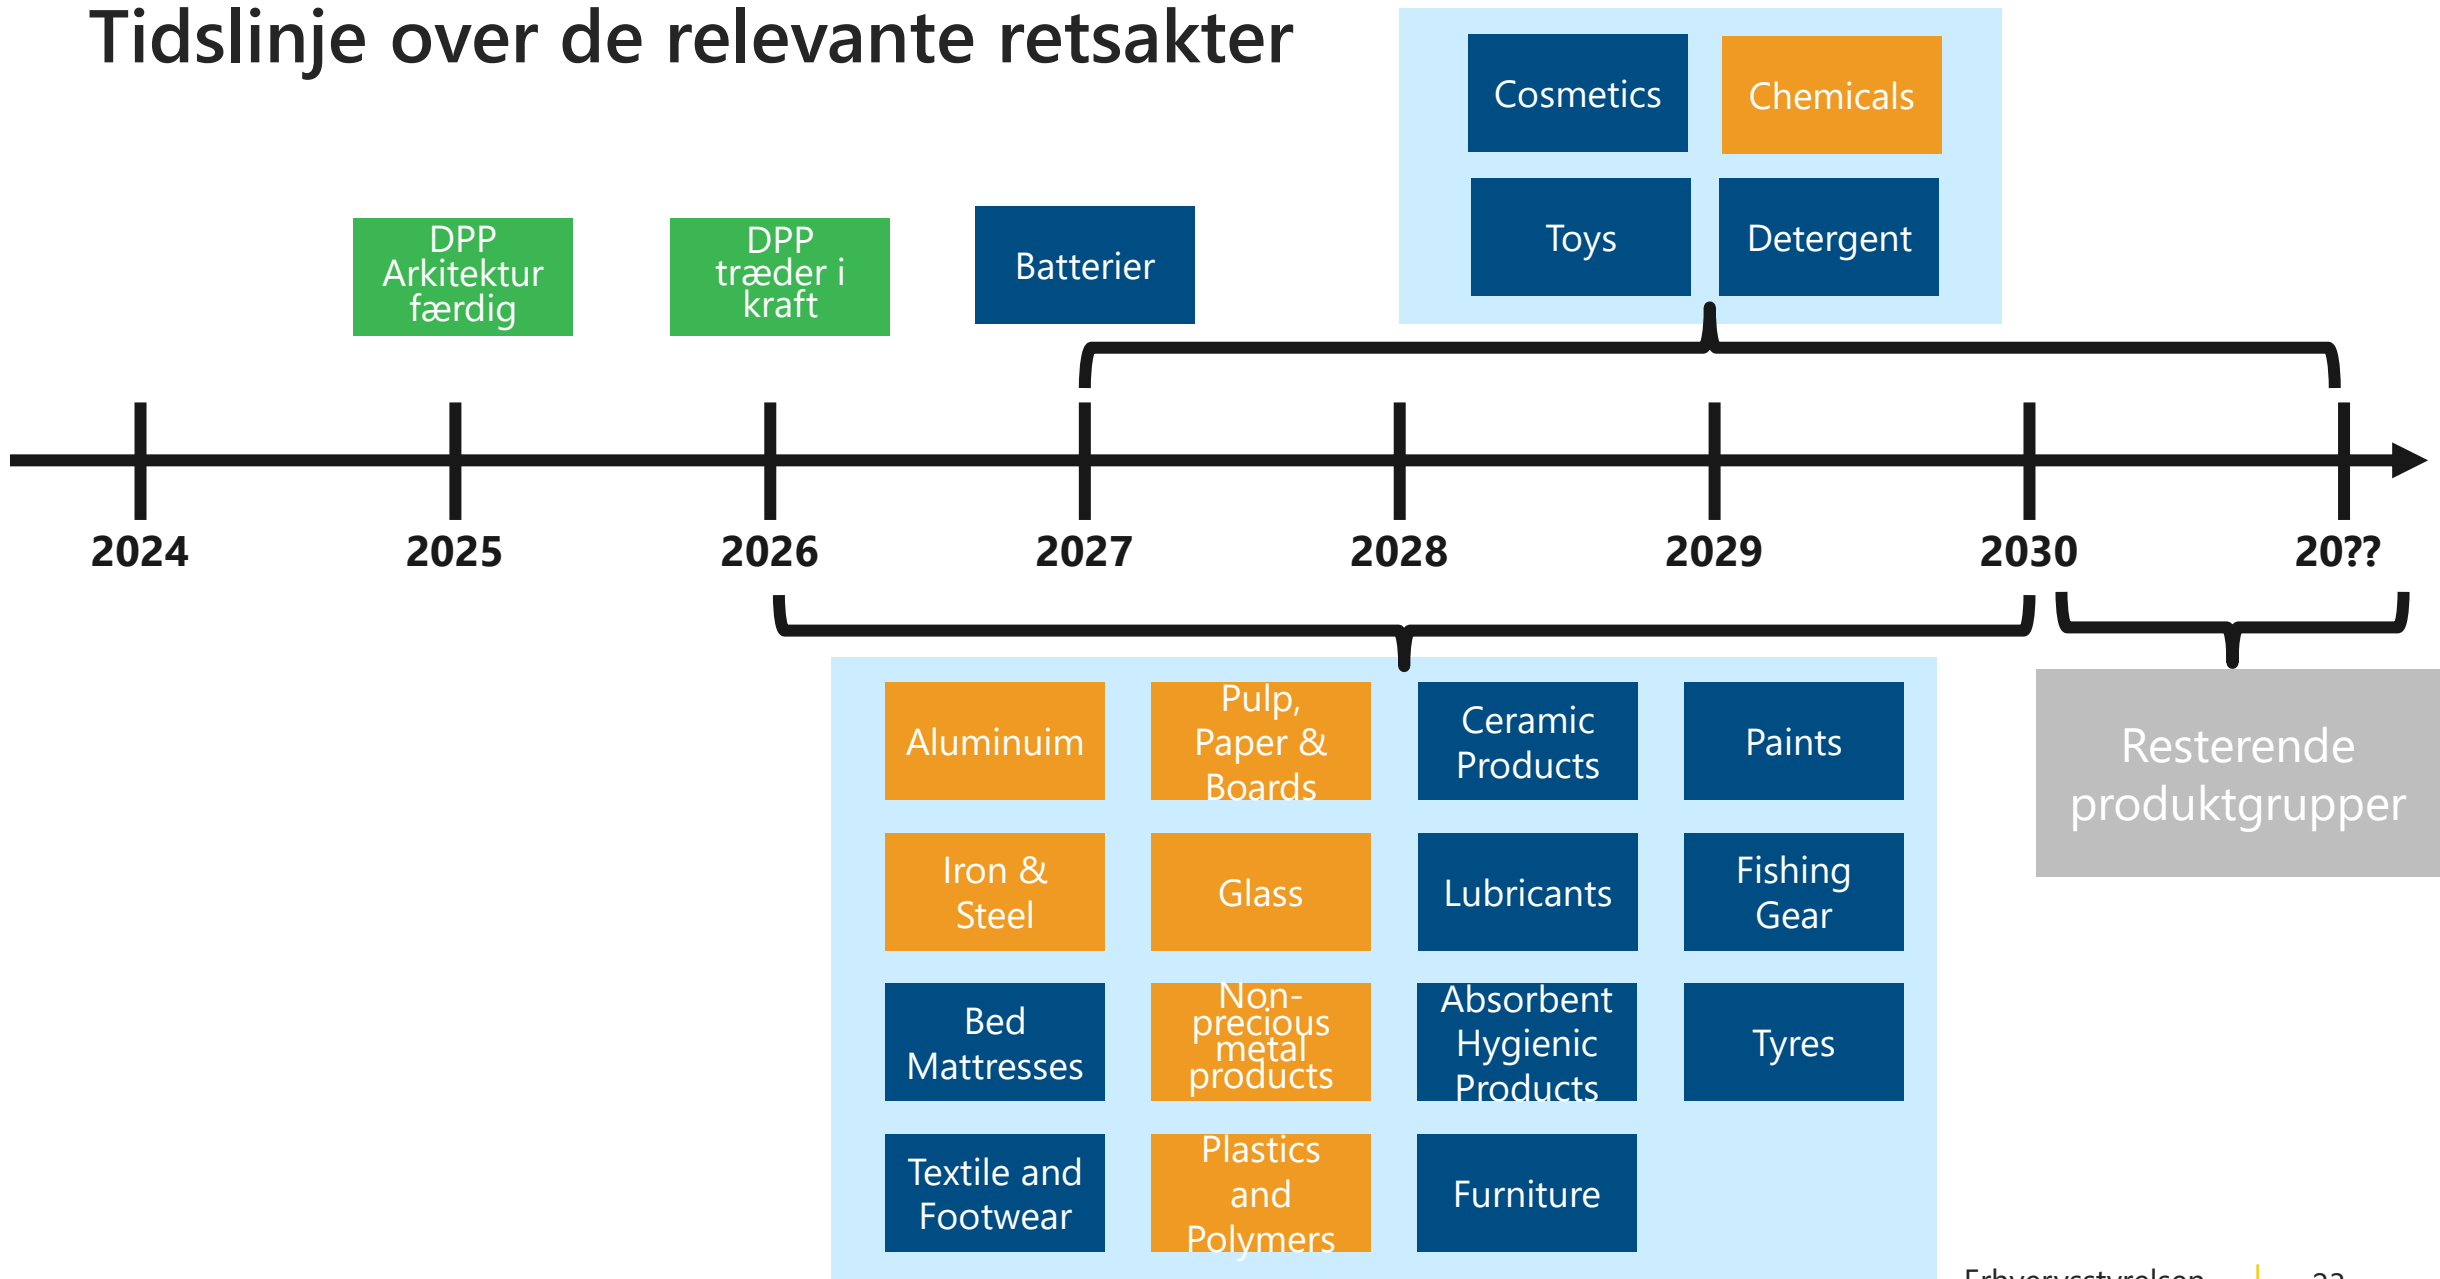 Tidslinje over de relevante retsakter
Cosmetics
Chemicals
Toys
Detergent
DPP
Arkitektur
færdig
DPP
træder i
kraft
Batterier
2024
2025
2026
2027
2028
2029
2030
20??
Aluminuim
Pulp,
Paper &
Boards
Ceramic
Products
Paints
Iron &
Steel
Glass
Lubricants
Fishing
Gear
Bed
Mattresses
Non-
precious
metal
products
Absorbent
Hygienic
Products
Tyres
Textile and
Footwear
Plastics
and
Polymers
Furniture
Resterende
produktgrupper
Erhvervsstyrelsen